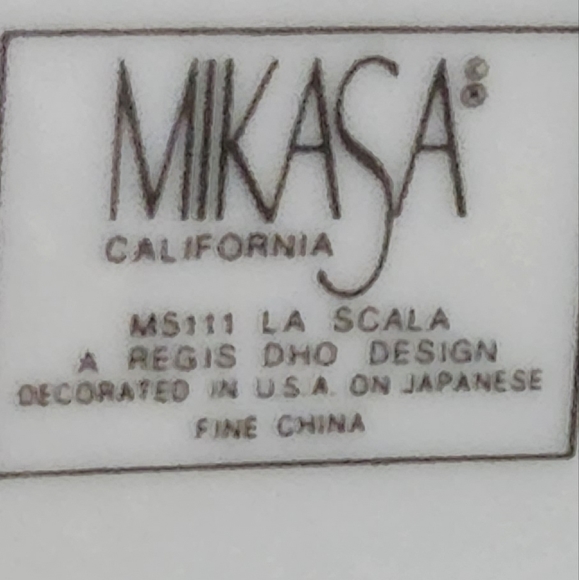 MIKASA®
CALIFORNIA
MS111 LA SCALA
A REGIS DHO DESIGN
DECORATED IN U.S.A. ON JAPANESE
FINE CHINA